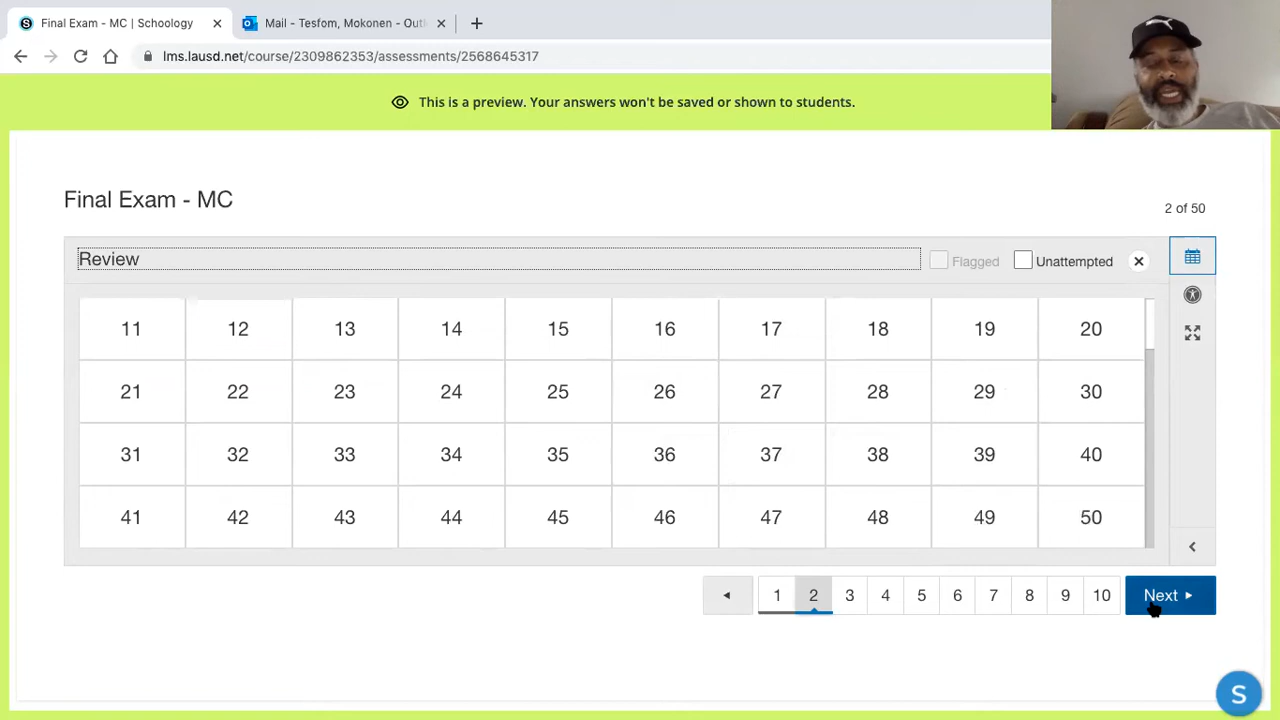 Final Exam - MC | Schoology
Mail - Tesfom, Mokonen - Outl
lms.lausd.net/course/2309862353/assessments/2568645317
This is a preview. Your answers won't be saved or shown to students.
Final Exam - MC
2 of 50
Review
Flagged
Unattempted
11 12 13 14 15 16 17 18 19 20
21 22 23 24 25 26 27 28 29 30
31 32 33 34 35 36 37 38 39 40
41 42 43 44 45 46 47 48 49 50
1 2 3 4 5 6 7 8 9 10 Next
S